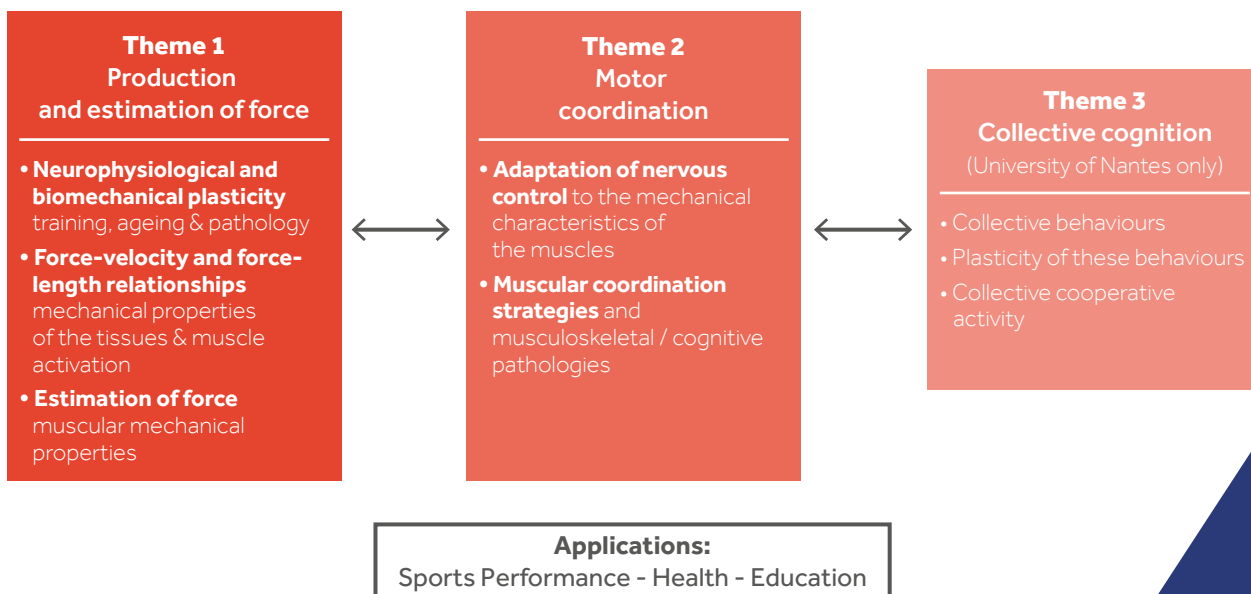 Theme 1
Production
and estimation of force
• Neurophysiological and
biomechanical plasticity
training, ageing & pathology
• Force-velocity and force-
length relationships
mechanical properties
of the tissues & muscle
activation
• Estimation of force
muscular mechanical
properties
Theme 2
Motor
coordination
• Adaptation of nervous
control to the mechanical
characteristics of
the muscles
• Muscular coordination
strategies and
musculoskeletal / cognitive
pathologies
Theme 3
Collective cognition
(University of Nantes only)
• Collective behaviours
• Plasticity of these behaviours
• Collective cooperative
activity
Applications:
Sports Performance - Health - Education